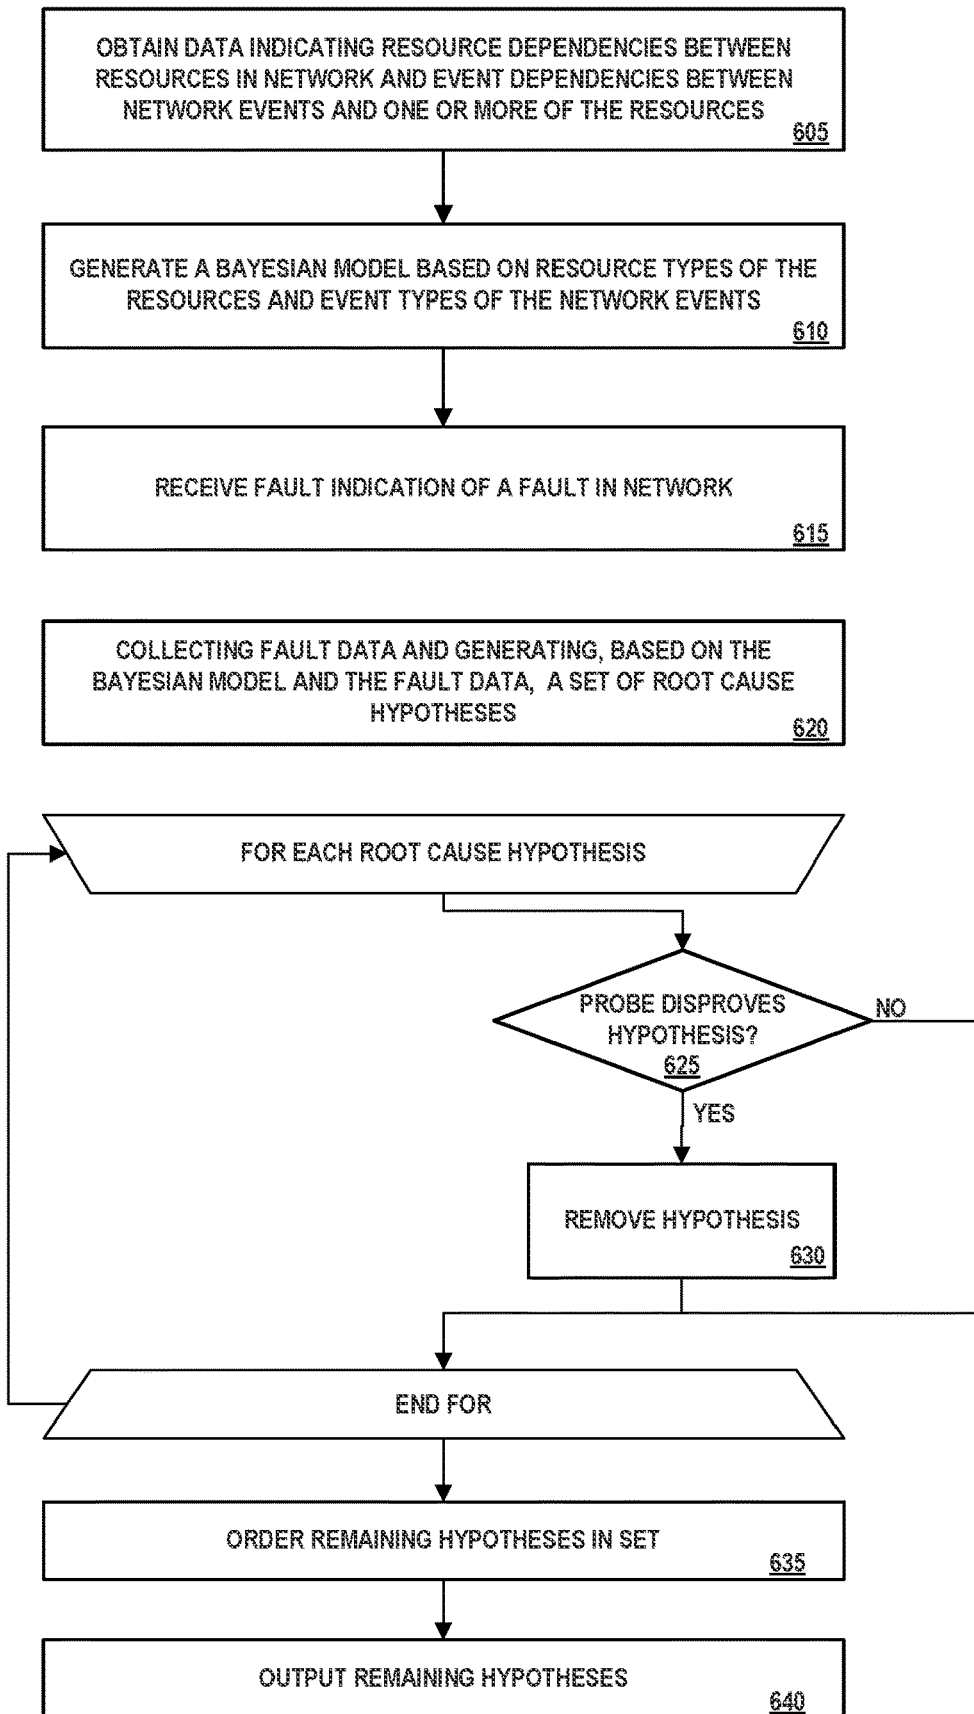 OBTAIN DATA INDICATING RESOURCE DEPENDENCIES BETWEEN
RESOURCES IN NETWORK AND EVENT DEPENDENCIES BETWEEN
NETWORK EVENTS AND ONE OR MORE OF THE RESOURCES
605
GENERATE A BAYESIAN MODEL BASED ON RESOURCE TYPES OF THE
RESOURCES AND EVENT TYPES OF THE NETWORK EVENTS
610
RECEIVE FAULT INDICATION OF A FAULT IN NETWORK
615
COLLECTING FAULT DATA AND GENERATING, BASED ON THE
BAYESIAN MODEL AND THE FAULT DATA, A SET OF ROOT CAUSE
HYPOTHESES
620
FOR EACH ROOT CAUSE HYPOTHESIS
PROBE DISPROVES
HYPOTHESIS?
625
NO
YES
REMOVE HYPOTHESIS
630
END FOR
ORDER REMAINING HYPOTHESES IN SET
635
OUTPUT REMAINING HYPOTHESES
640